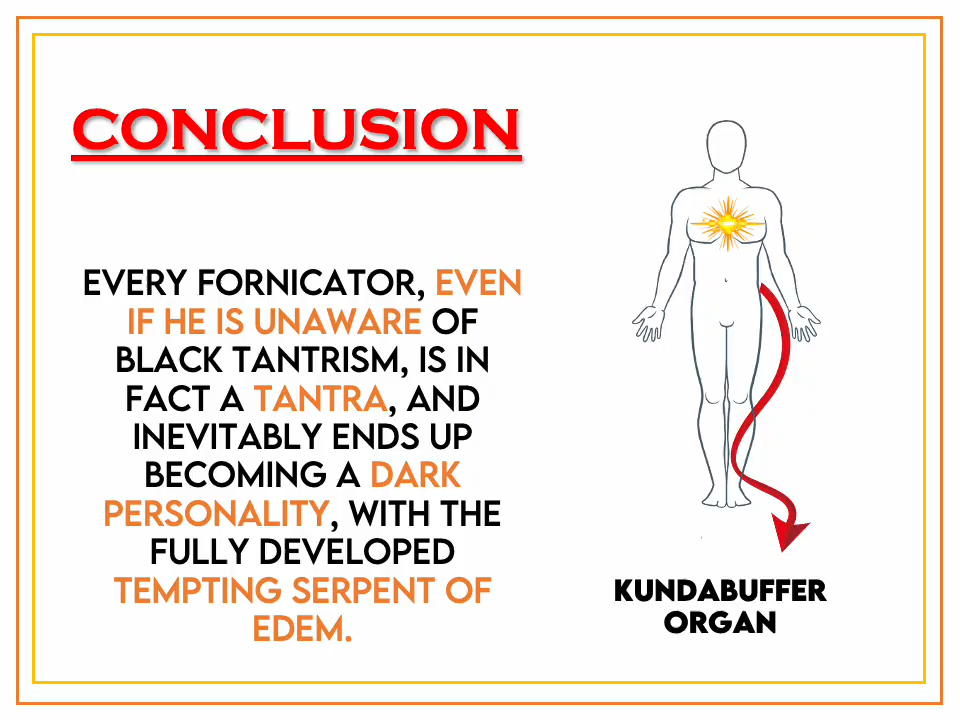 CONCLUSION
EVERY FORNICATOR, EVEN
IF HE IS UNAWARE OF
BLACK TANTRISM, IS IN
FACT A TANTRA, AND
INEVITABLY ENDS UP
BECOMING A DARK
PERSONALITY, WITH THE
FULLY DEVELOPED
TEMPTING SERPENT OF
EDEM.
KUNDABUFFER
ORGAN